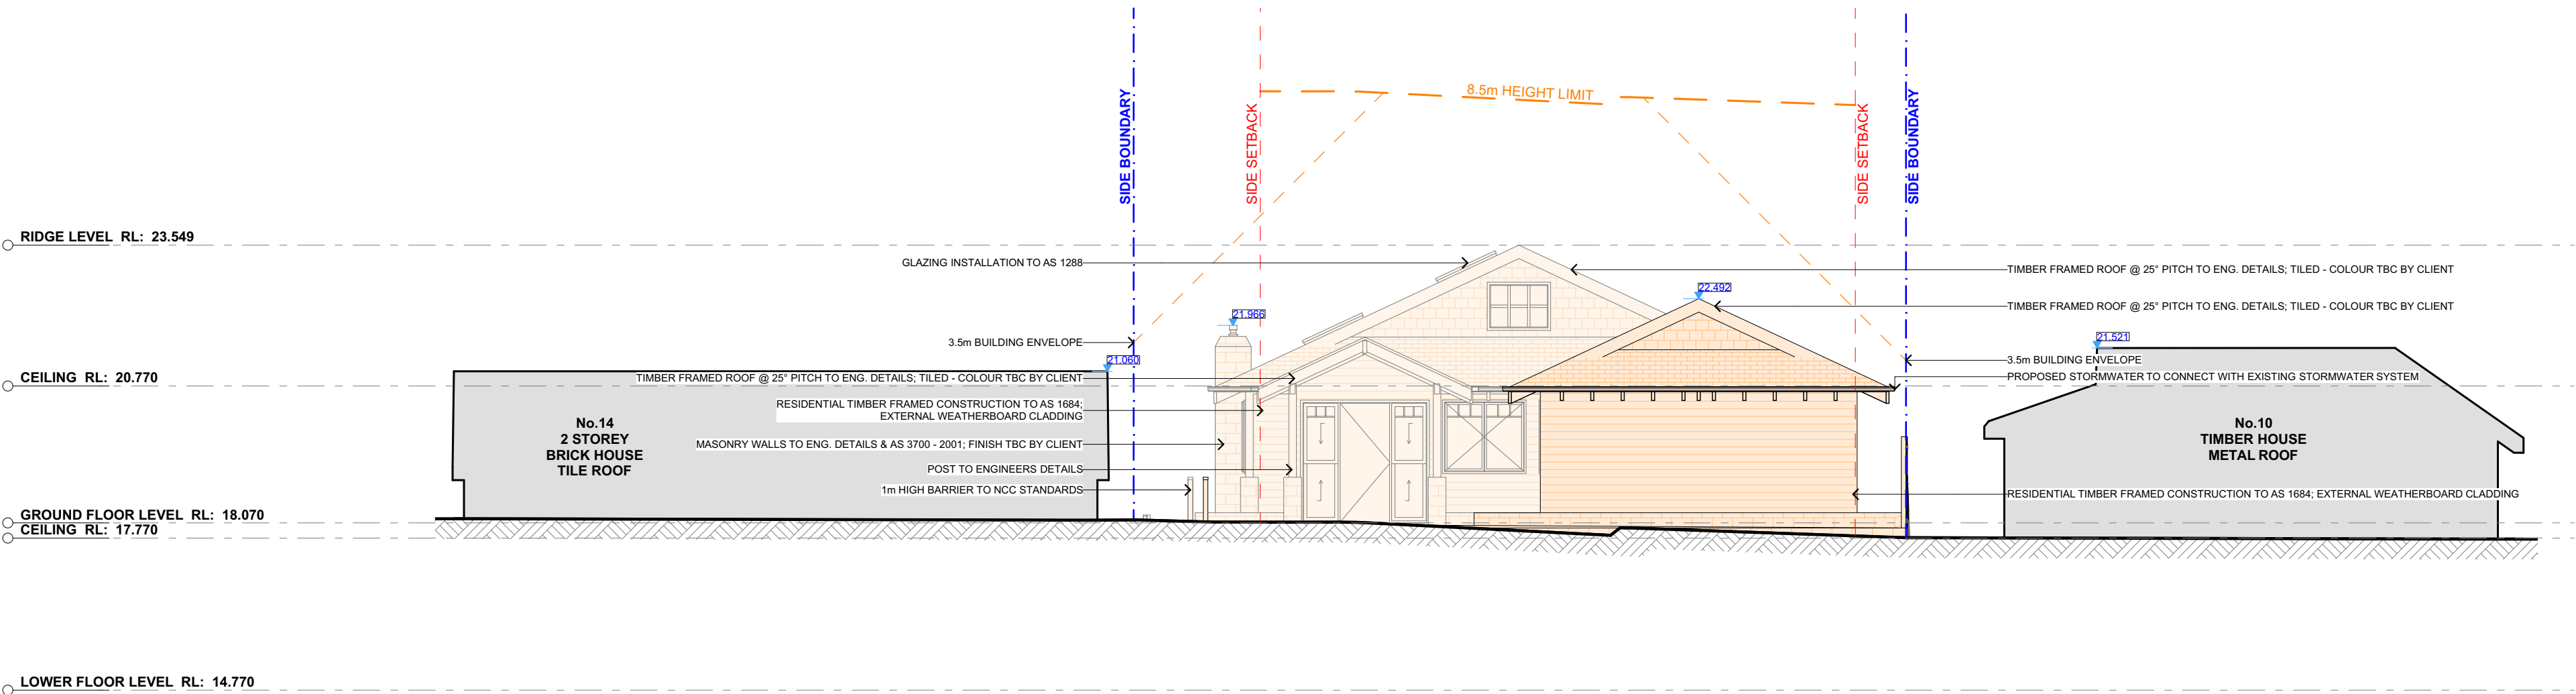 8.5m HEIGHT LIMIT
SIDE BOUNDARY
SIDE SETBACK
SIDE SETBACK
SIDE BOUNDARY
RIDGE LEVEL RL: 23.549
GLAZING INSTALLATION TO AS 1288
TIMBER FRAMED ROOF @ 25° PITCH TO ENG. DETAILS; TILED - COLOUR TBC BY CLIENT
22.492
TIMBER FRAMED ROOF @ 25° PITCH TO ENG. DETAILS; TILED - COLOUR TBC BY CLIENT
21.966
21.521
3.5m BUILDING ENVELOPE
21.060
3.5m BUILDING ENVELOPE
CEILING RL: 20.770
TIMBER FRAMED ROOF @ 25° PITCH TO ENG. DETAILS; TILED - COLOUR TBC BY CLIENT
PROPOSED STORMWATER TO CONNECT WITH EXISTING STORMWATER SYSTEM
RESIDENTIAL TIMBER FRAMED CONSTRUCTION TO AS 1684;
EXTERNAL WEATHERBOARD CLADDING
No.14
2 STOREY
BRICK HOUSE
TILE ROOF
No.10
TIMBER HOUSE
METAL ROOF
MASONRY WALLS TO ENG. DETAILS & AS 3700 - 2001; FINISH TBC BY CLIENT
POST TO ENGINEERS DETAILS
1m HIGH BARRIER TO NCC STANDARDS
RESIDENTIAL TIMBER FRAMED CONSTRUCTION TO AS 1684; EXTERNAL WEATHERBOARD CLADDING
GROUND FLOOR LEVEL RL: 18.070
CEILING RL: 17.770
LOWER FLOOR LEVEL RL: 14.770